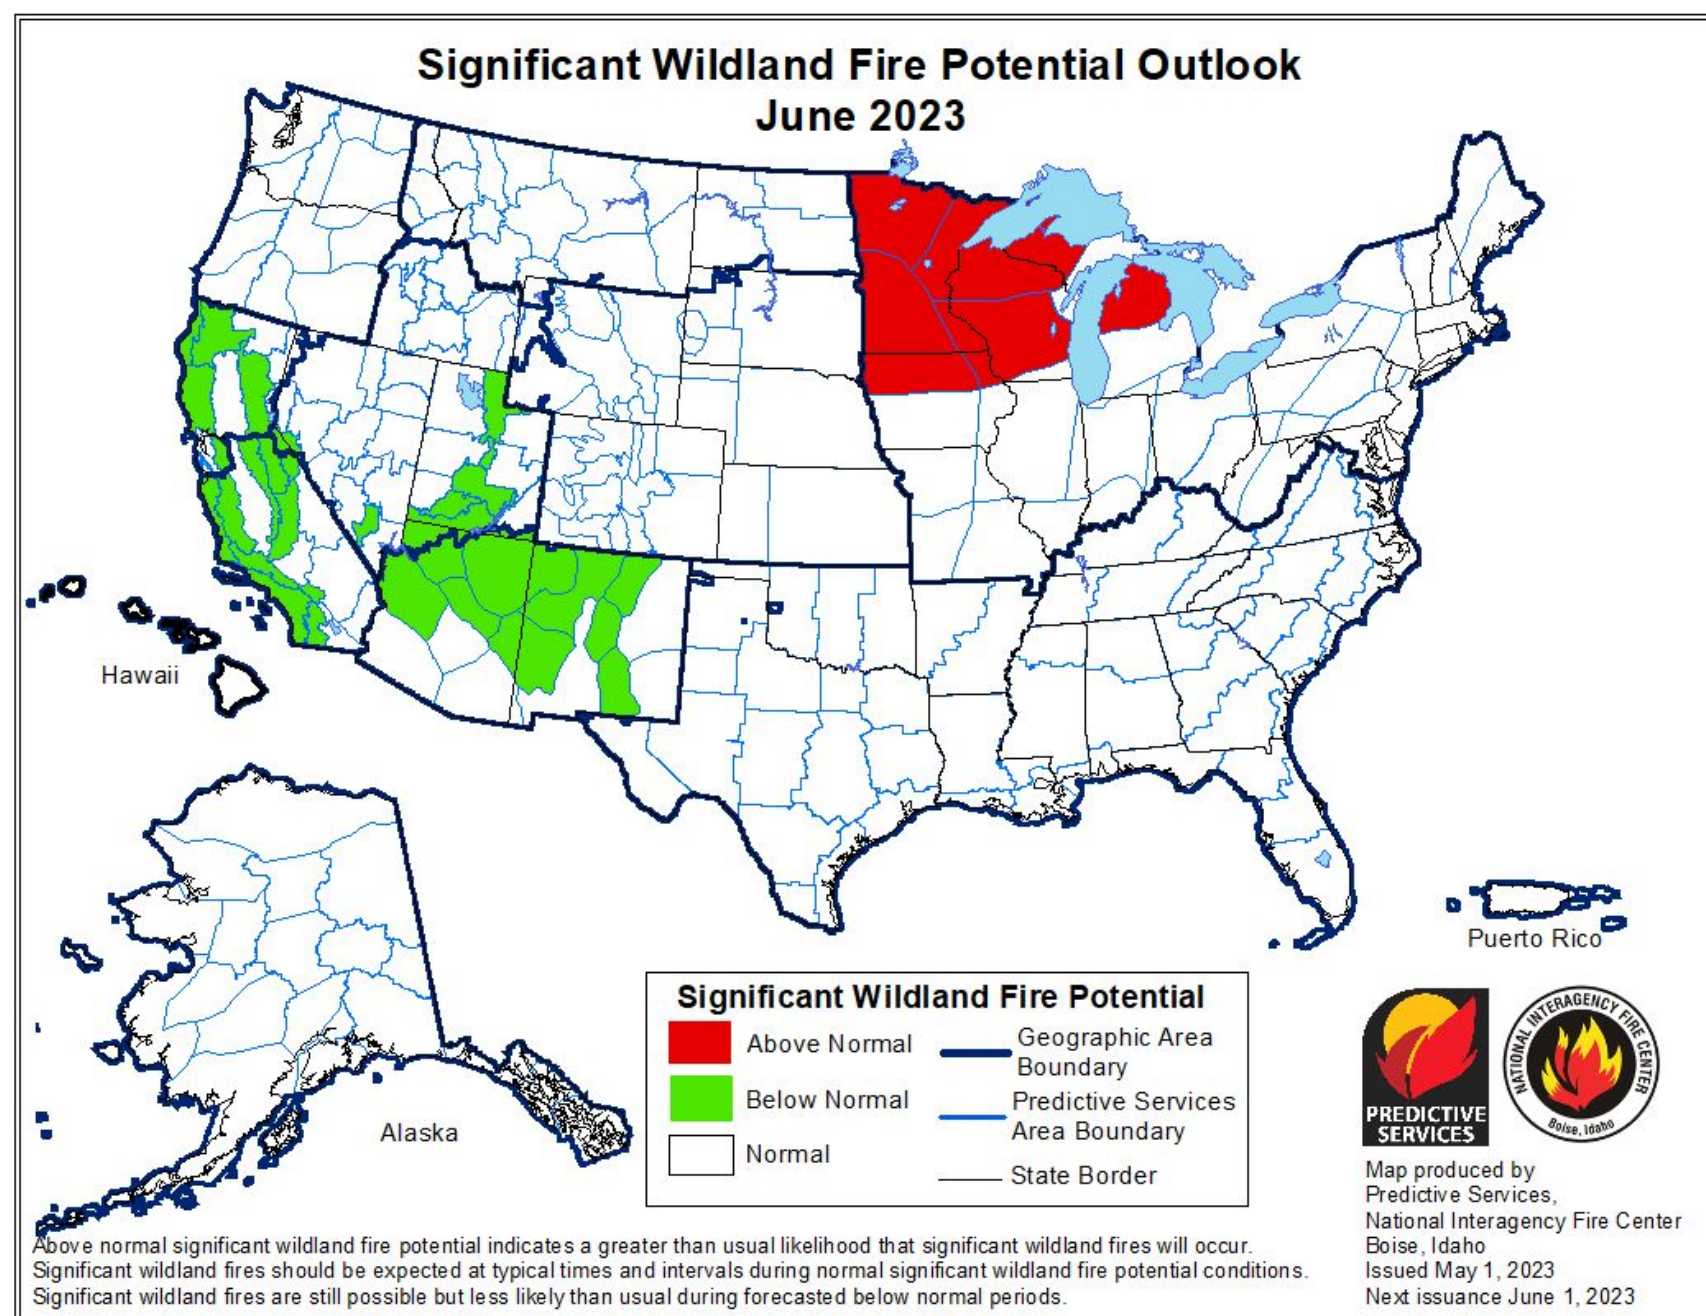 Significant Wildland Fire Potential Outlook
June 2023
Hawaii
Alaska
Puerto Rico
Significant Wildland Fire Potential
Above Normal
Below Normal
Normal
Geographic Area
Boundary
Predictive Services
Area Boundary
State Border
PREDICTIVE
SERVICES
NATIONAL INTERAGENCY FIRE CENTER
Boise, Idaho
Map produced by
Predictive Services,
National Interagency Fire Center
Boise, Idaho
Issued May 1, 2023
Next issuance June 1, 2023
Above normal significant wildland fire potential indicates a greater than usual likelihood that significant wildland fires will occur.
Significant wildland fires should be expected at typical times and intervals during normal significant wildland fire potential conditions.
Significant wildland fires are still possible but less likely than usual during forecasted below normal periods.